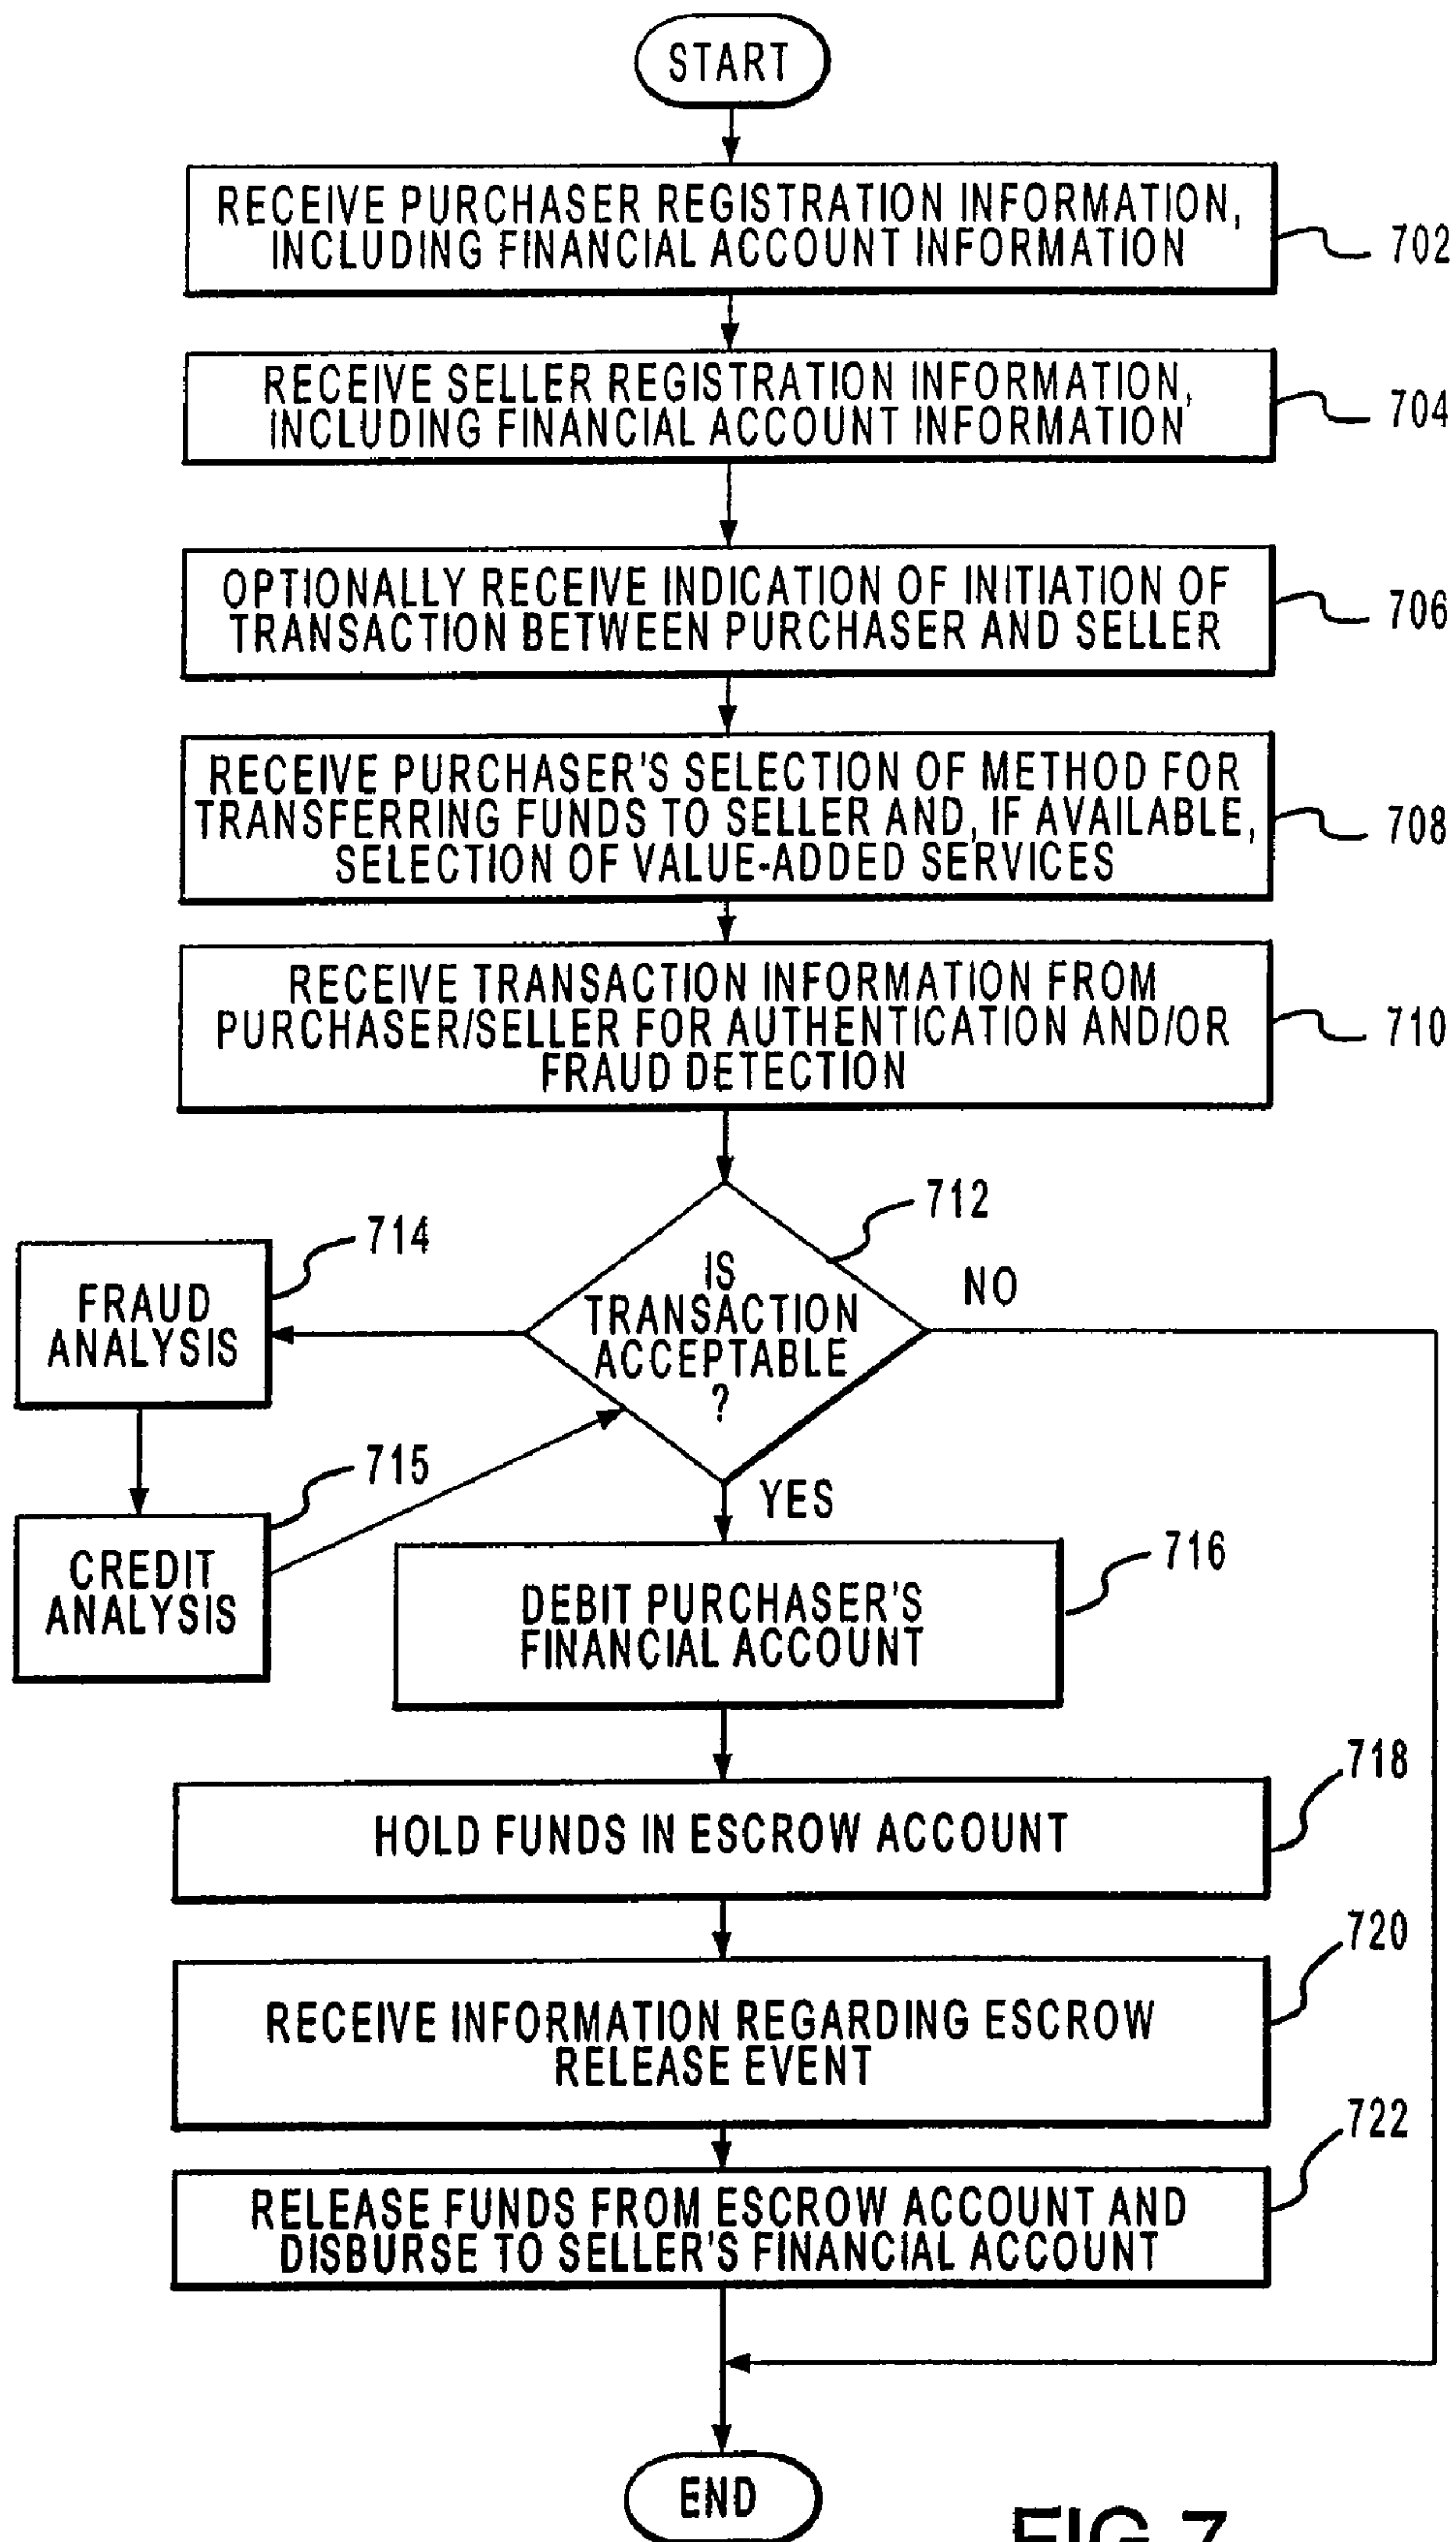 START
RECEIVE PURCHASER REGISTRATION INFORMATION,
INCLUDING FINANCIAL ACCOUNT INFORMATION
702
RECEIVE SELLER REGISTRATION INFORMATION,
INCLUDING FINANCIAL ACCOUNT INFORMATION
704
OPTIONALLY RECEIVE INDICATION OF INITIATION OF
TRANSACTION BETWEEN PURCHASER AND SELLER
706
RECEIVE PURCHASER'S SELECTION OF METHOD FOR
TRANSFERRING FUNDS TO SELLER AND, IF AVAILABLE,
SELECTION OF VALUE-ADDED SERVICES
708
RECEIVE TRANSACTION INFORMATION FROM
PURCHASER/SELLER FOR AUTHENTICATION AND/OR
FRAUD DETECTION
710
712
IS
TRANSACTION
ACCEPTABLE
?
NO
714
FRAUD
ANALYSIS
715
CREDIT
ANALYSIS
YES
716
DEBIT PURCHASER'S
FINANCIAL ACCOUNT
718
HOLD FUNDS IN ESCROW ACCOUNT
720
RECEIVE INFORMATION REGARDING ESCROW
RELEASE EVENT
722
RELEASE FUNDS FROM ESCROW ACCOUNT AND
DISBURSE TO SELLER'S FINANCIAL ACCOUNT
END
FIG 7